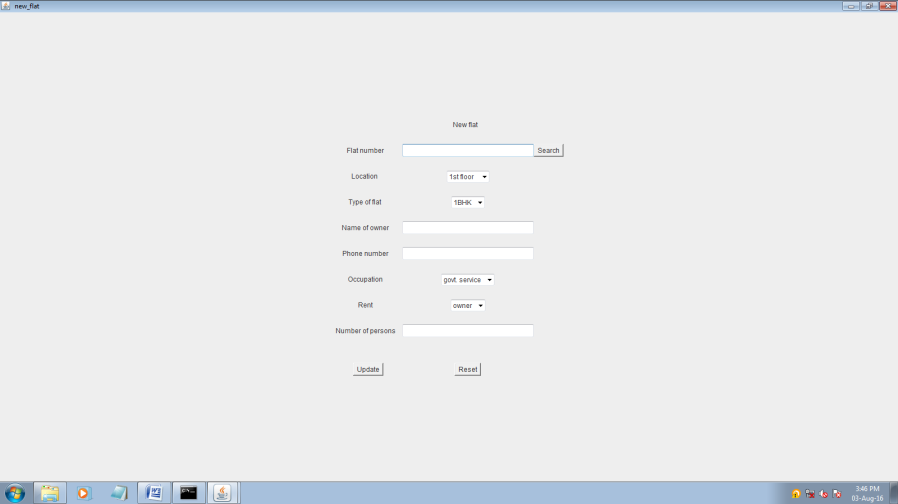 new_flat
New flat
Flat number Search
Location 1st floor
Type of flat 1BHK
Name of owner
Phone number
Occupation govt. service
Rent owner
Number of persons
Update Reset
3:46 PM
03-Aug-16